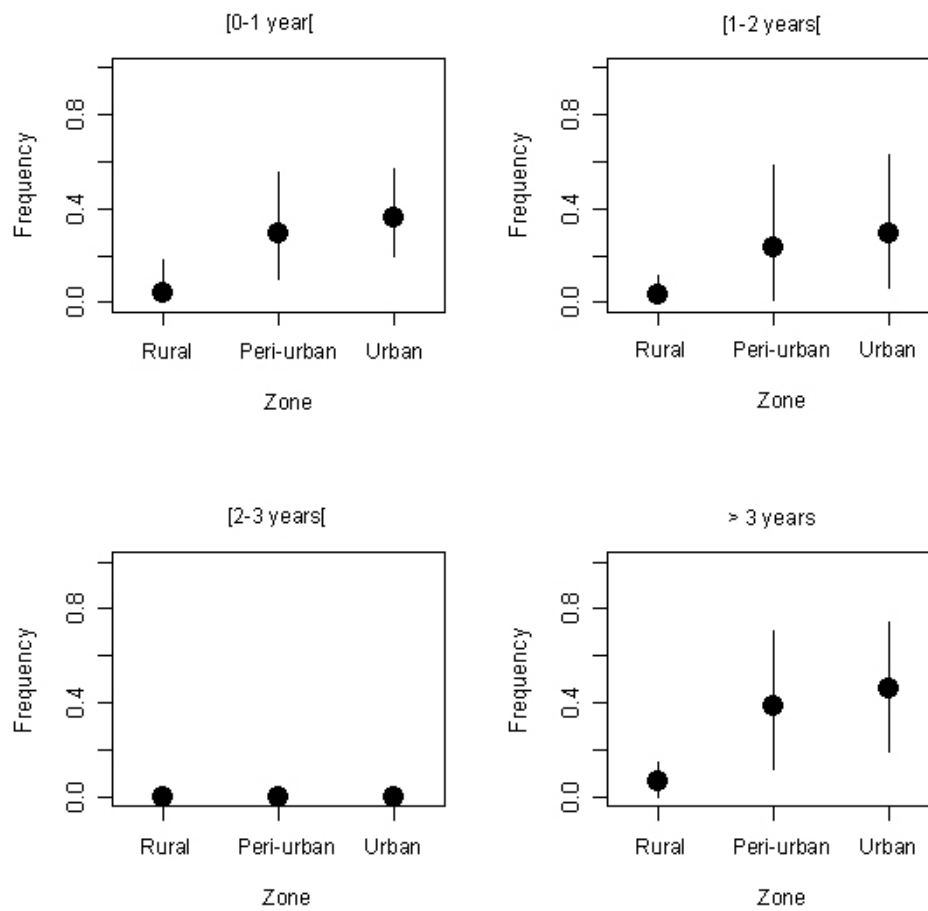 [0-1 year[
Frequency
0.0 0.4 0.8
Rural Peri-urban Urban
Zone
[1-2 years[
Frequency
0.0 0.4 0.8
Rural Peri-urban Urban
Zone
[2-3 years[
Frequency
0.0 0.4 0.8
Rural Peri-urban Urban
Zone
> 3 years
Frequency
0.0 0.4 0.8
Rural Peri-urban Urban
Zone